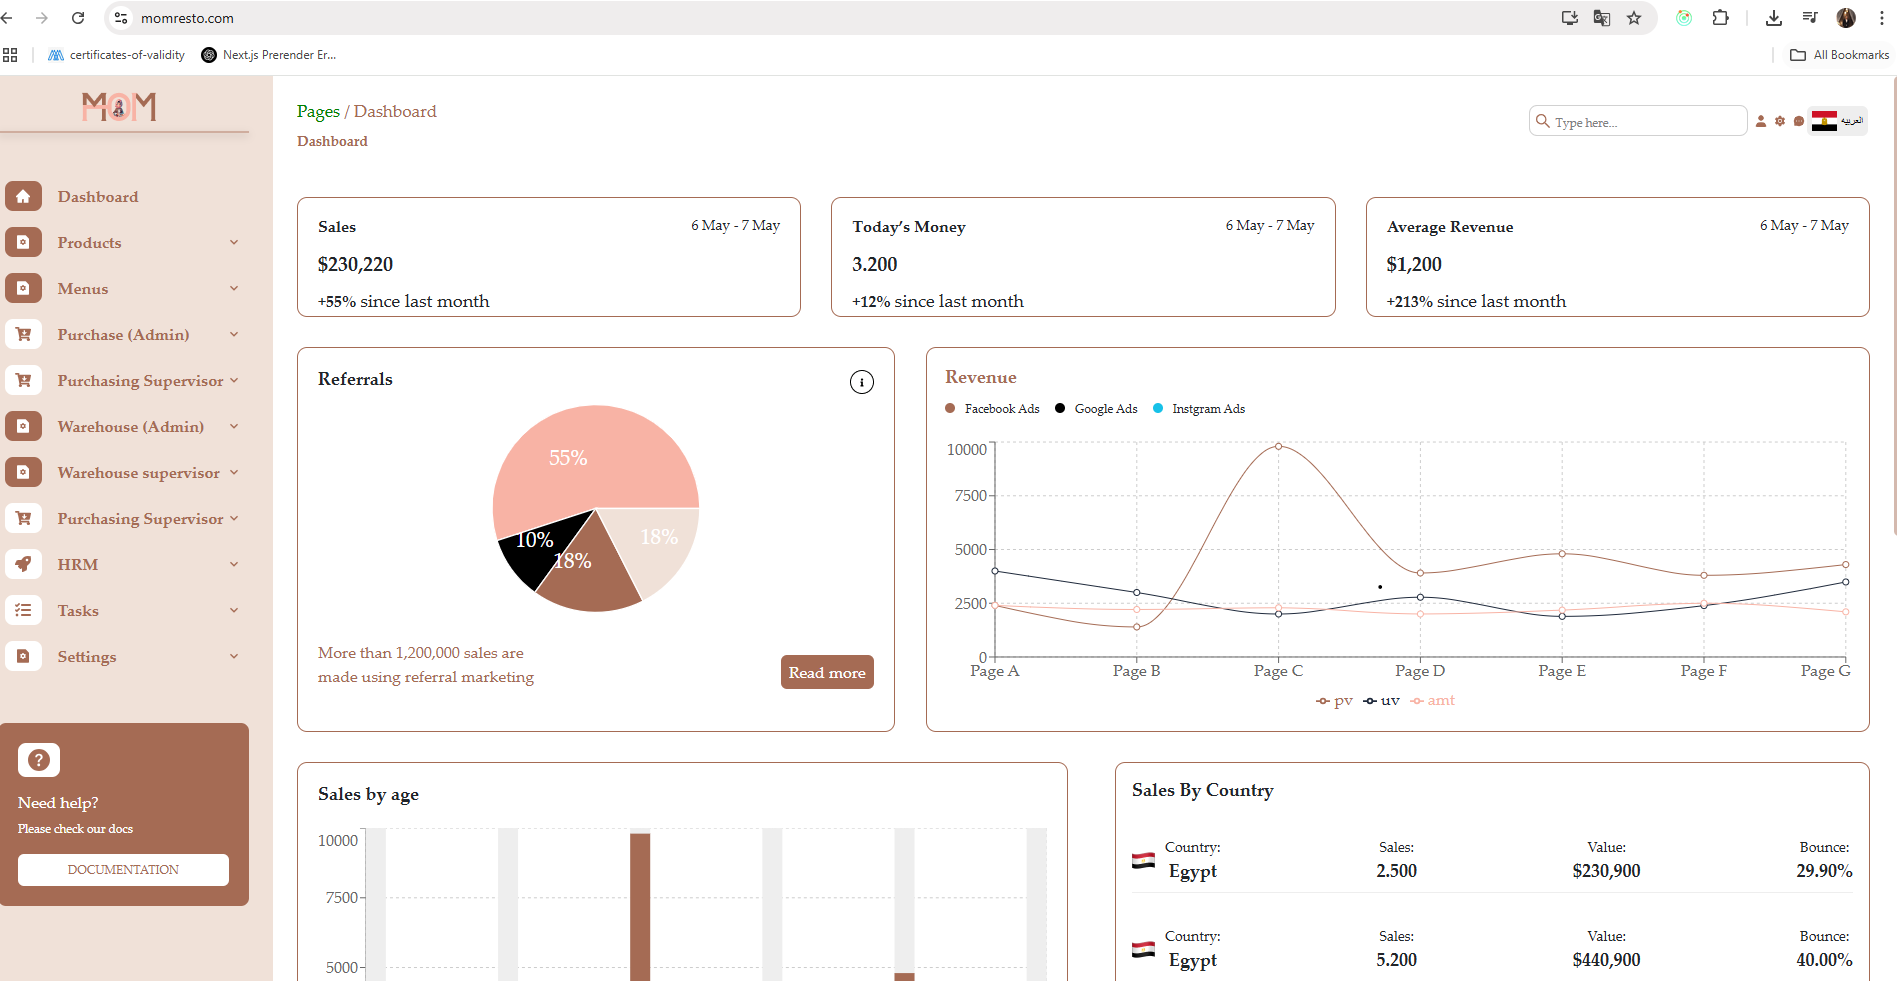 momresto.com
certificates-of-validity
Next.js Prerender Er...
All Bookmarks
MOM
Dashboard
Products
Menus
Purchase (Admin)
Purchasing Supervisor
Warehouse (Admin)
Warehouse supervisor
Purchasing Supervisor
HRM
Tasks
Settings
?
Need help?
Please check our docs
DOCUMENTATION
Pages / Dashboard
Dashboard
Type here...
العربيه
Sales
6 May - 7 May
$230,220
+55% since last month
Today’s Money
6 May - 7 May
3.200
+12% since last month
Average Revenue
6 May - 7 May
$1,200
+213% since last month
Referrals
i
55%
10%
18%
18%
More than 1,200,000 sales are
made using referral marketing
Read more
Revenue
Facebook Ads Google Ads Instgram Ads
10000
7500
5000
2500
0
Page A Page B Page C Page D Page E Page F Page G
pv uv amt
Sales by age
10000
7500
5000
Sales By Country
Country: Sales: Value: Bounce:
Egypt 2.500 $230,900 29.90%
Country: Sales: Value: Bounce:
Egypt 5.200 $440,900 40.00%